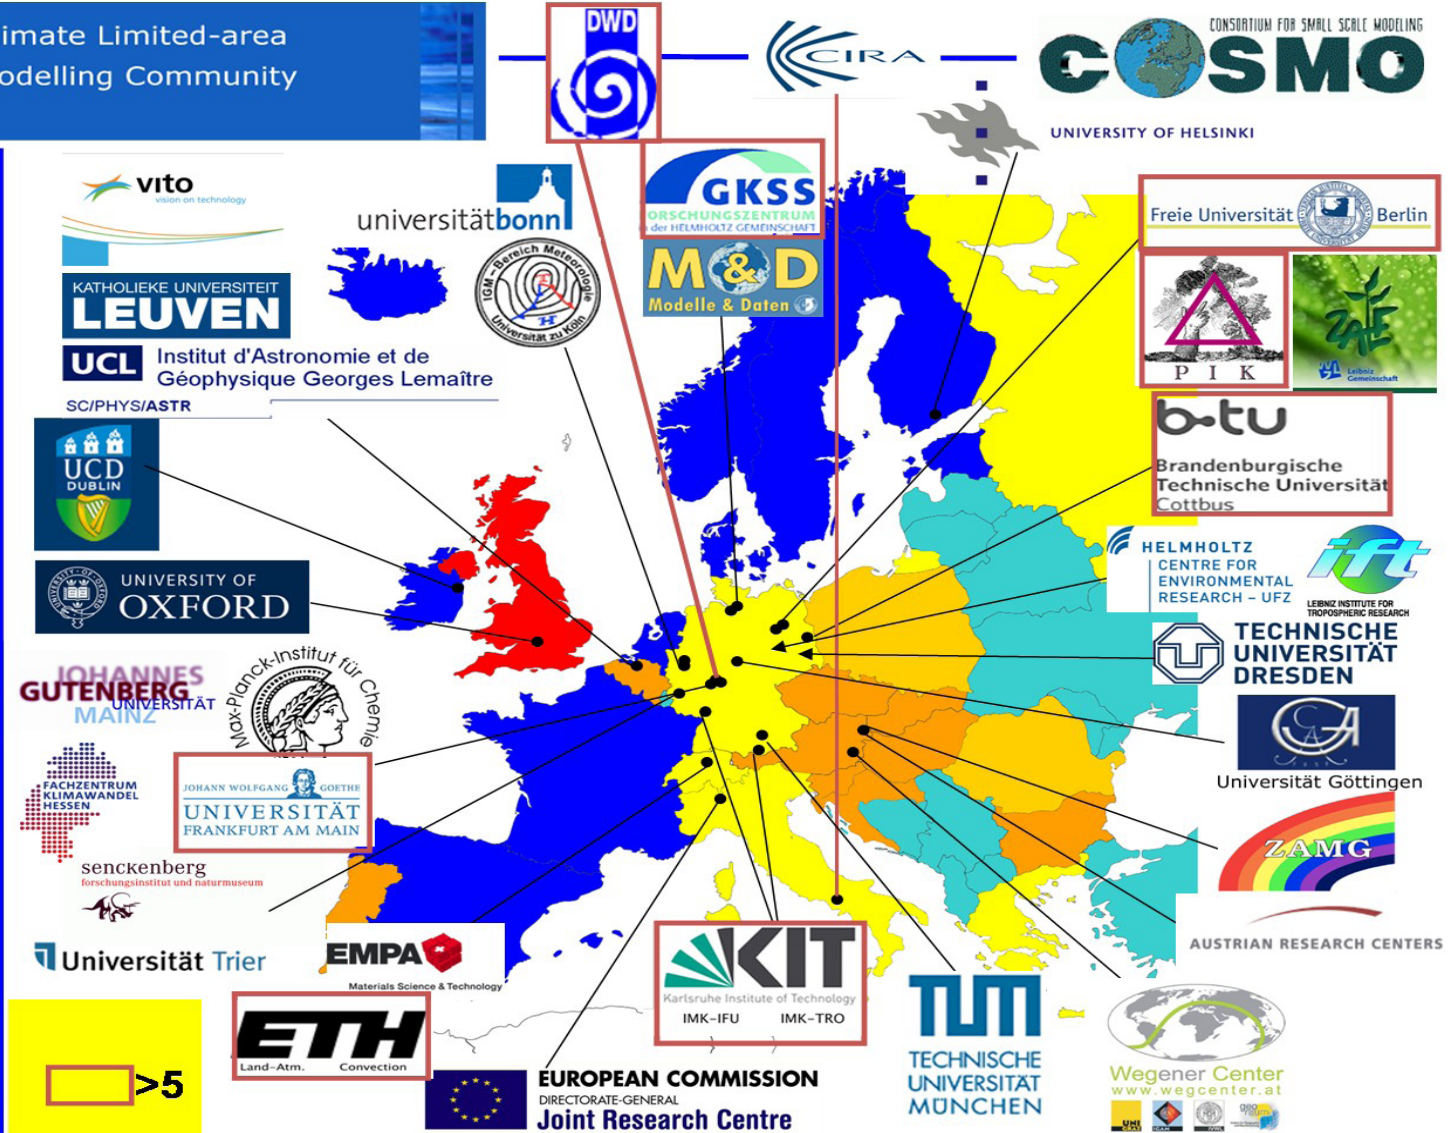 imate Limited-area
odelling Community
DWD
CIRA
CONSORTIUM FOR SMALL SCALE MODELING
COSMO
UNIVERSITY OF HELSINKI
vito
vision on technology
universitätbonn
GKSS
FORSCHUNGSZENTRUM
in der HELMHOLTZ GEMEINSCHAFT
Freie Universität Berlin
M & D
Modelle & Daten
IGM - Bereich Meteorologie
Universität zu Köln
KATHOLIEKE UNIVERSITEIT
LEUVEN
PIK
ZALF
Leibniz
Gemeinschaft
UCL
Institut d'Astronomie et de
Géophysique Georges Lemaître
SC/PHYS/ASTR
b-tu
Brandenburgische
Technische Universität
Cottbus
UCD
DUBLIN
UNIVERSITY OF
OXFORD
HELMHOLTZ
CENTRE FOR
ENVIRONMENTAL
RESEARCH – UFZ
ift
LEIBNIZ INSTITUTE FOR
TROPOSPHERIC RESEARCH
TECHNISCHE
UNIVERSITÄT
DRESDEN
JOHANNES
GUTENBERG
UNIVERSITÄT
MAINZ
Max-Planck-Institut für Chemie
Universität Göttingen
FACHZENTRUM
KLIMAWANDEL
HESSEN
JOHANN WOLFGANG GOETHE
UNIVERSITÄT
FRANKFURT AM MAIN
ZAMG
senckenberg
forschungsinstitut und naturmuseum
AUSTRIAN RESEARCH CENTERS
Universität Trier
EMPA
Materials Science & Technology
KIT
Karlsruhe Institute of Technology
IMK-IFU IMK-TRO
TUM
TECHNISCHE
UNIVERSITÄT
MÜNCHEN
Wegener Center
www.wegcenter.at
ETH
Land-Atm. Convection
>5
EUROPEAN COMMISSION
DIRECTORATE-GENERAL
Joint Research Centre